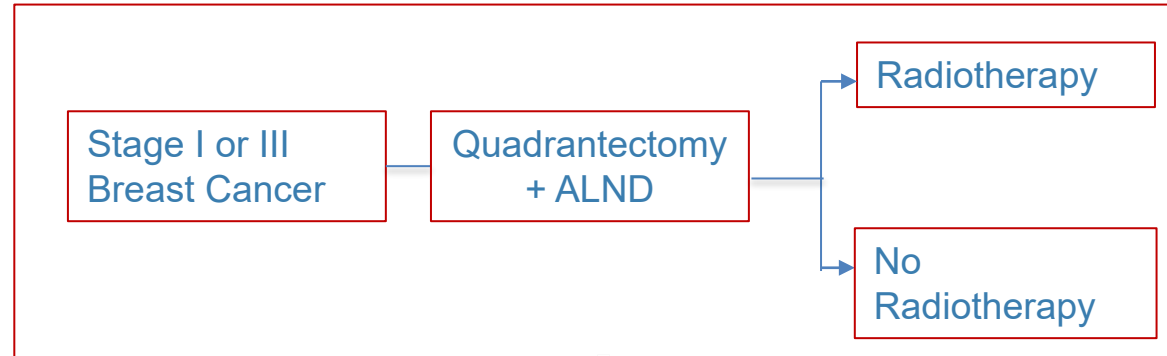 Stage I or III
Breast Cancer
Quadrantectomy
+ ALND
Radiotherapy
No
Radiotherapy